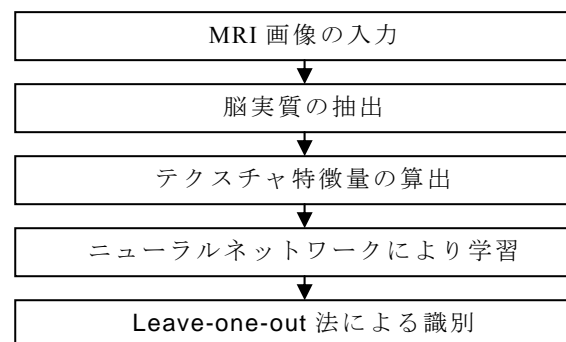 MRI 画像の入力
脳実質の抽出
テクスチャ特徴量の算出
ニューラルネットワークにより学習
Leave-one-out 法による識別